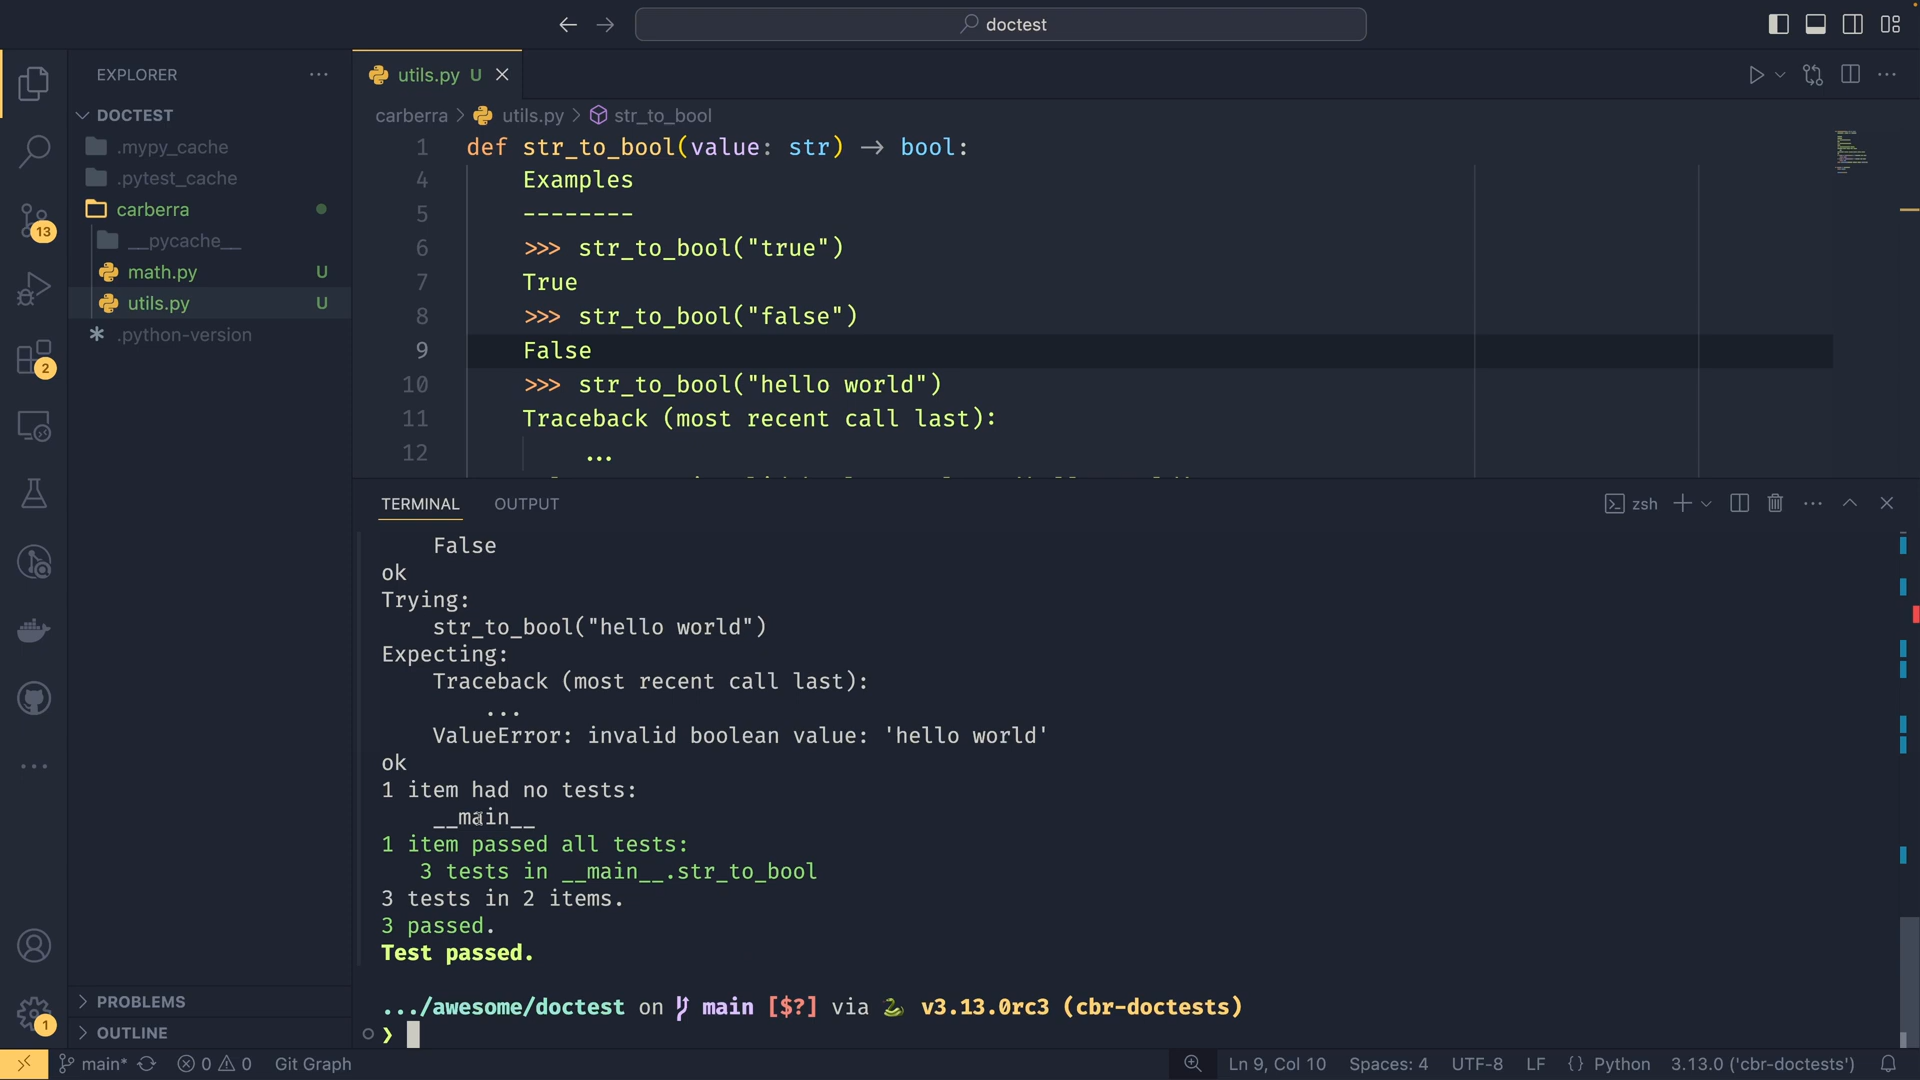 doctest
EXPLORER
DOCTEST
.mypy_cache
.pytest_cache
carberra
__pycache__
math.py U
utils.py U
.python-version
PROBLEMS
OUTLINE
13
2
1
utils.py U
carberra > utils.py > str_to_bool
1 def str_to_bool(value: str) → bool:
4 Examples
5 --------
6 >>> str_to_bool("true")
7 True
8 >>> str_to_bool("false")
9 False
10 >>> str_to_bool("hello world")
11 Traceback (most recent call last):
12 ...
TERMINAL OUTPUT
zsh
False
ok
Trying:
str_to_bool("hello world")
Expecting:
Traceback (most recent call last):
...
ValueError: invalid boolean value: 'hello world'
ok
1 item had no tests:
__main__
1 item passed all tests:
3 tests in __main__.str_to_bool
3 tests in 2 items.
3 passed.
Test passed.
.../awesome/doctest on main [$?] via v3.13.0rc3 (cbr-doctests)
❯
main* 0 0 Git Graph Ln 9, Col 10 Spaces: 4 UTF-8 LF {} Python 3.13.0 ('cbr-doctests')